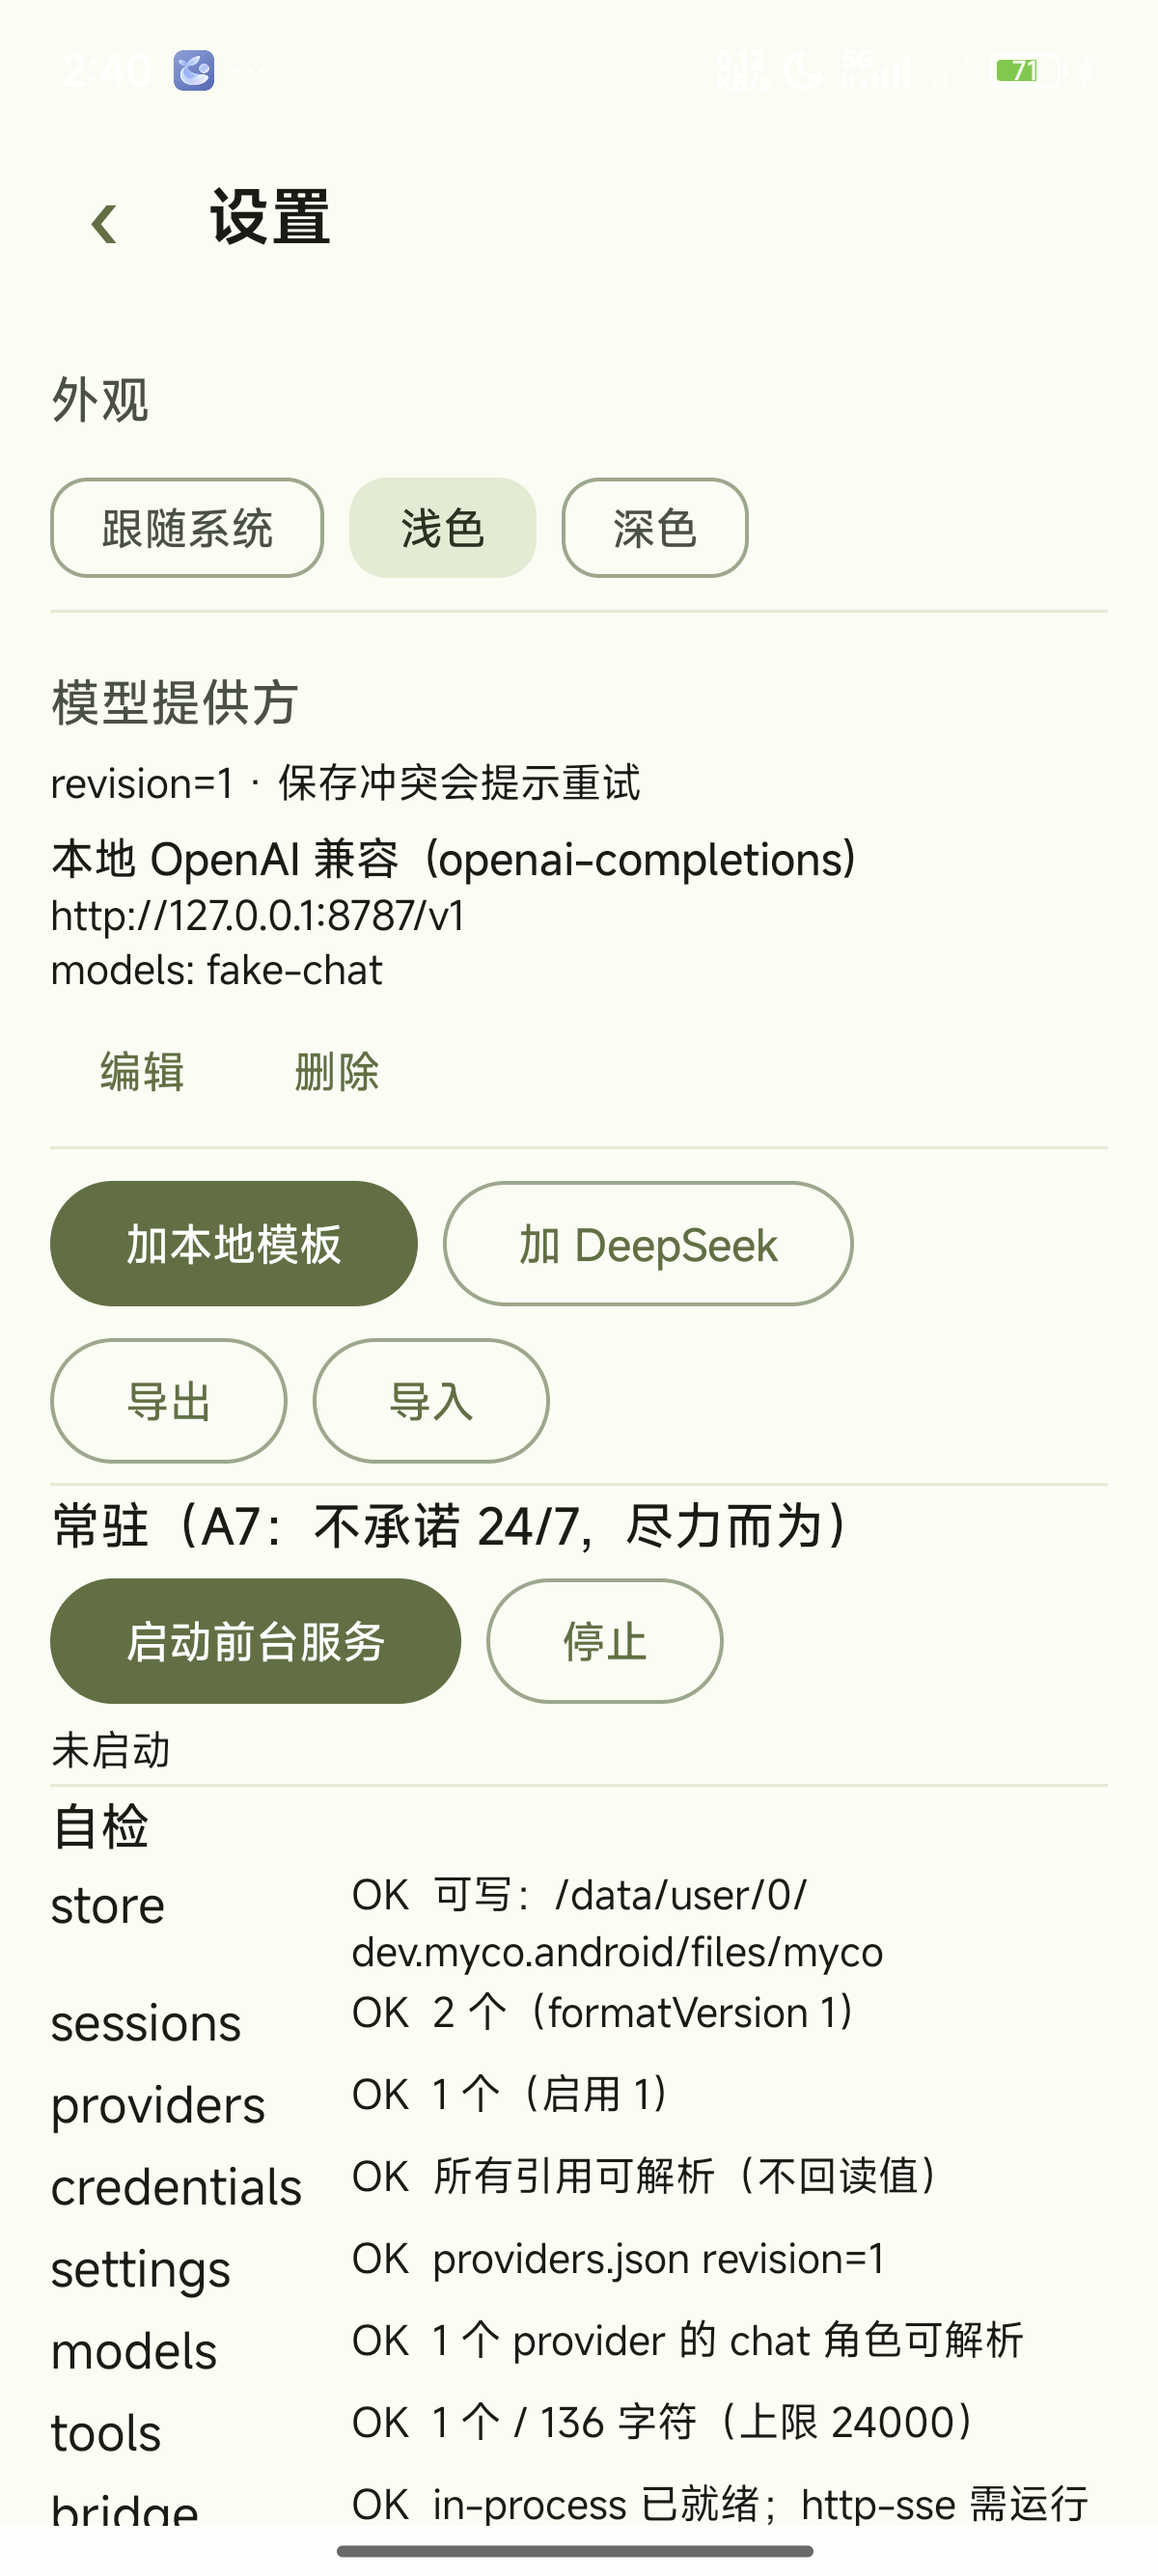 2:40 ...
0.12
KB/s
5G
71
设置
外观
跟随系统 浅色 深色
模型提供方
revision=1 · 保存冲突会提示重试
本地 OpenAI 兼容（openai-completions）
http://127.0.0.1:8787/v1
models: fake-chat
编辑 删除
加本地模板 加 DeepSeek
导出 导入
常驻（A7：不承诺 24/7，尽力而为）
启动前台服务 停止
未启动
自检
store OK 可写：/data/user/0/
dev.myco.android/files/myco
sessions OK 2 个（formatVersion 1）
providers OK 1 个（启用 1）
credentials OK 所有引用可解析（不回读值）
settings OK providers.json revision=1
models OK 1 个 provider 的 chat 角色可解析
tools OK 1 个 / 136 字符（上限 24000）
bridge OK in-process 已就绪；http-sse 需运行